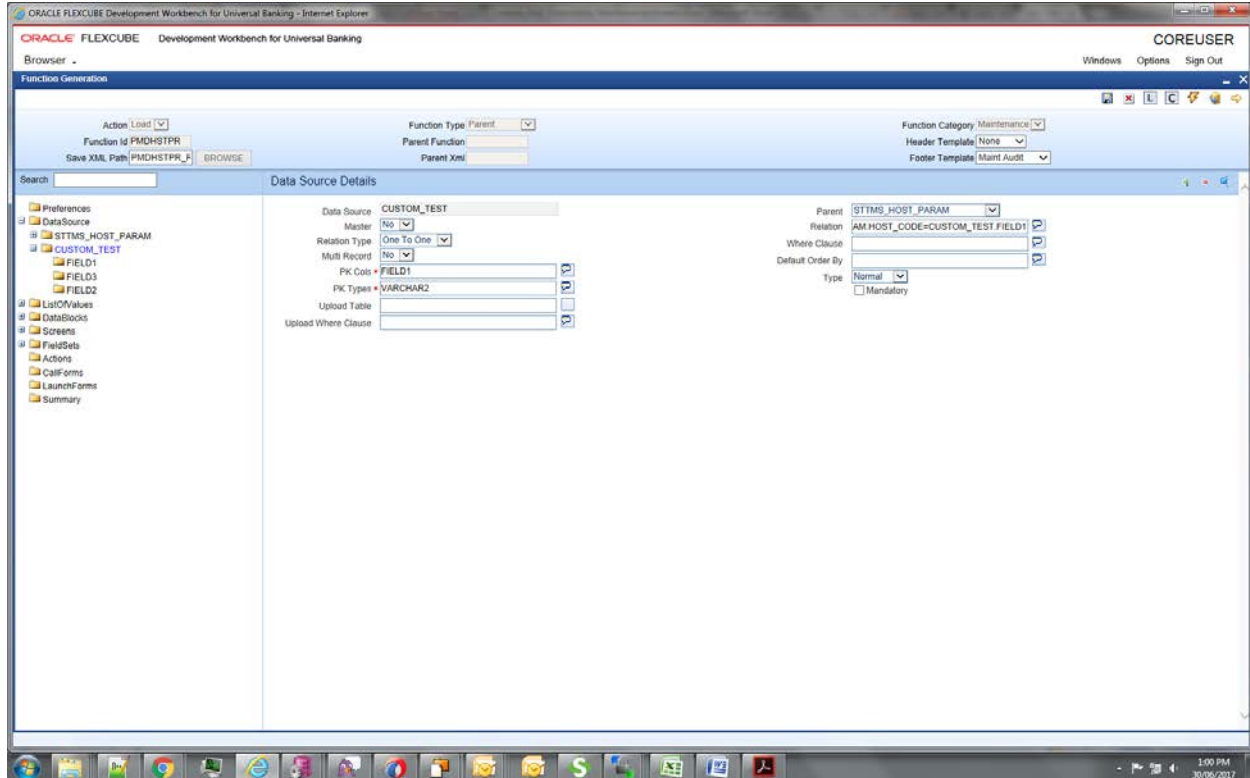 ORACLE FLEXCUBE Development Workbench for Universal Banking - Internet Explorer
ORACLE FLEXCUBE Development Workbench for Universal Banking
COREUSER
Browser
Windows Options Sign Out
Function Generation
L C
Action Load
Function Type Parent
Function Category Maintenance
Function Id PMDHSTPR
Parent Function
Header Template None
Save XML Path PMDHSTPR_F BROWSE
Parent Xml
Footer Template Maint Audit
Search
Preferences
DataSource
STTMS_HOST_PARAM
CUSTOM_TEST
FIELD1
FIELD3
FIELD2
ListOfValues
DataBlocks
Screens
FieldSets
Actions
CallForms
LaunchForms
Summary
Data Source Details
Data Source CUSTOM_TEST
Master No
Relation Type One To One
Multi Record No
PK Cols * FIELD1
PK Types * VARCHAR2
Upload Table
Upload Where Clause
Parent STTMS_HOST_PARAM
Relation AM.HOST_CODE=CUSTOM_TEST.FIELD1
Where Clause
Default Order By
Type Normal
Mandatory
1:00 PM
30/06/2017